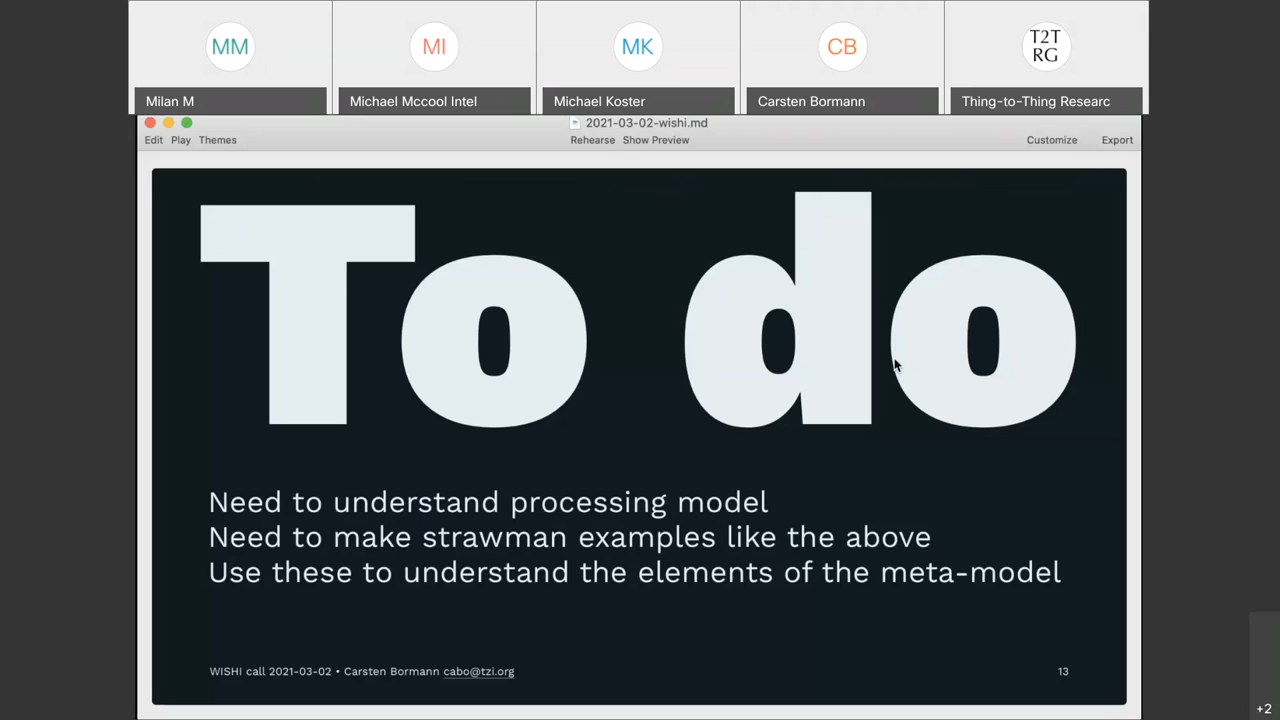 MM
MI
MK
CB
T2T
RG
Milan M
Michael Mccool Intel
Michael Koster
Carsten Bormann
Thing-to-Thing Researc
2021-03-02-wishi.md
Edit Play Themes
Rehearse Show Preview
Customize Export
To do
Need to understand processing model
Need to make strawman examples like the above
Use these to understand the elements of the meta-model
WISHI call 2021-03-02 • Carsten Bormann cabo@tzi.org
13
+2